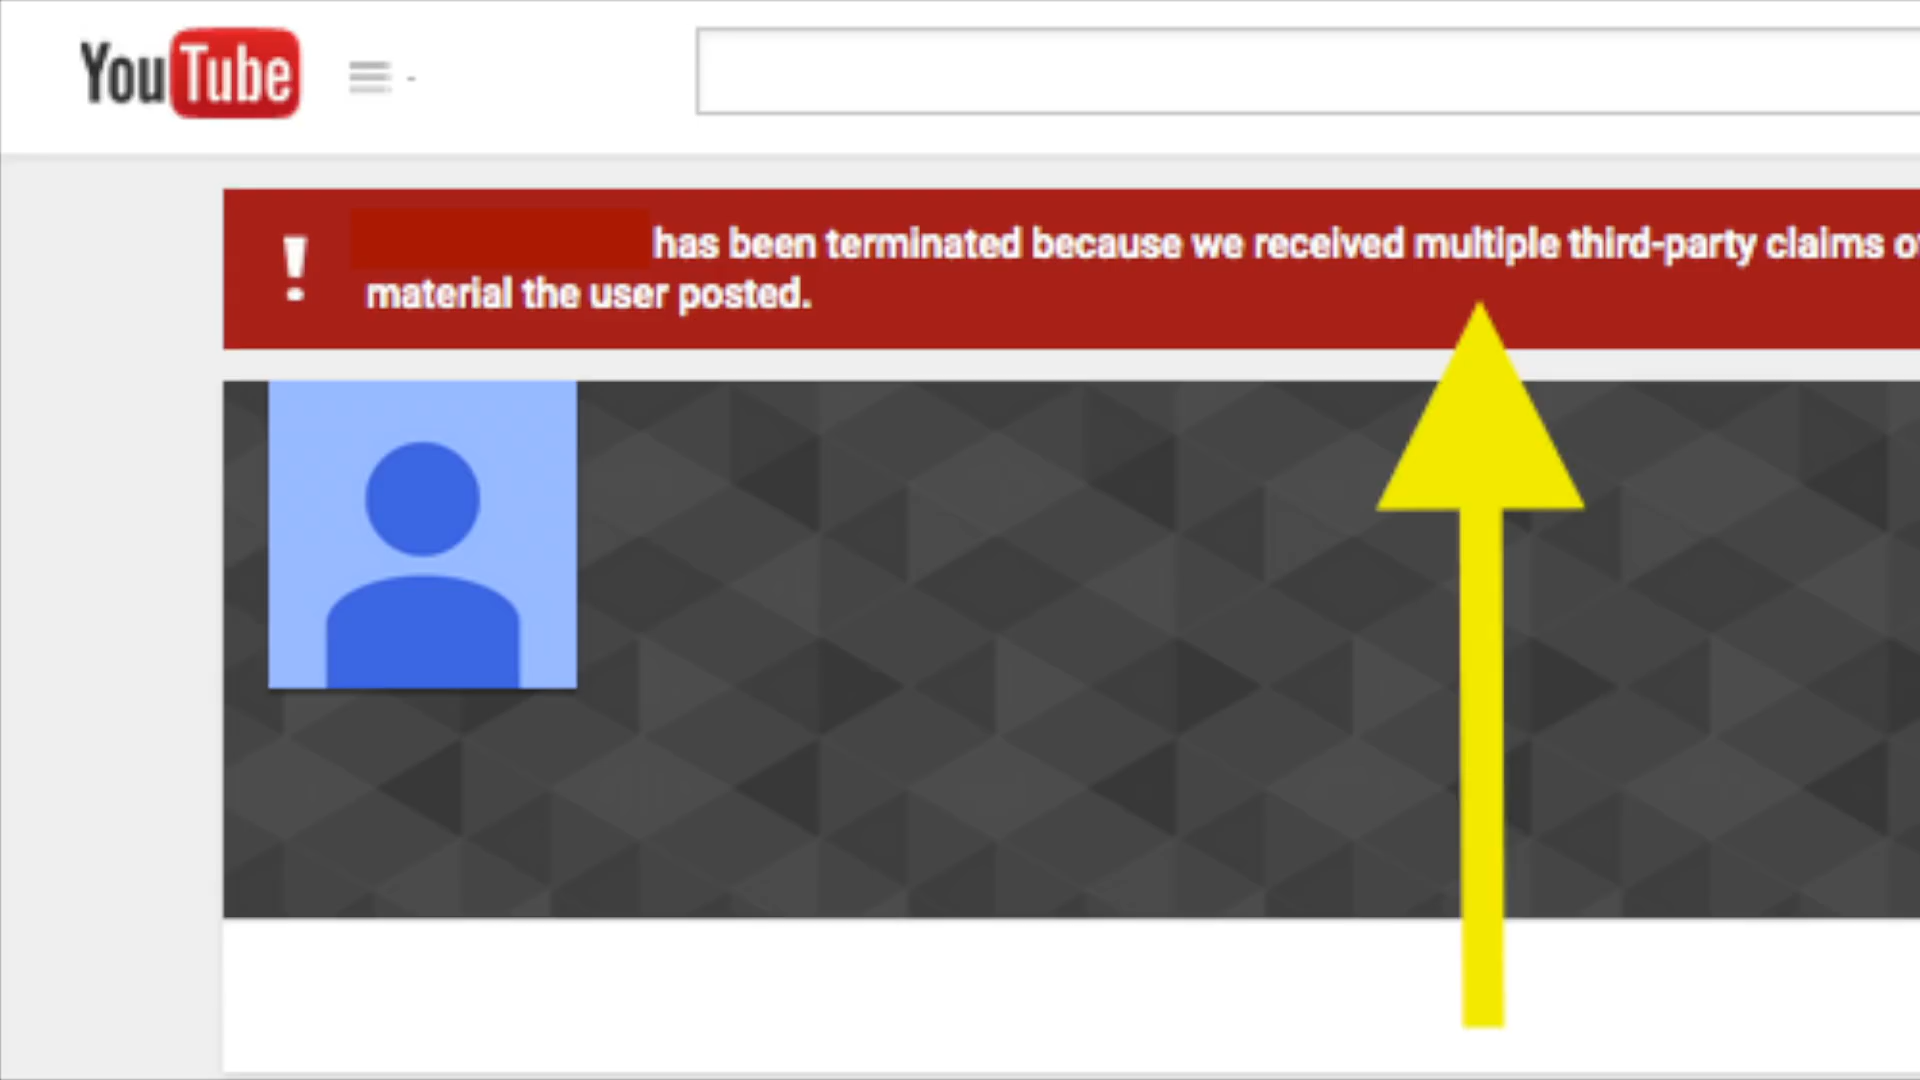 YouTube
has been terminated because we received multiple third-party claims
material the user posted.